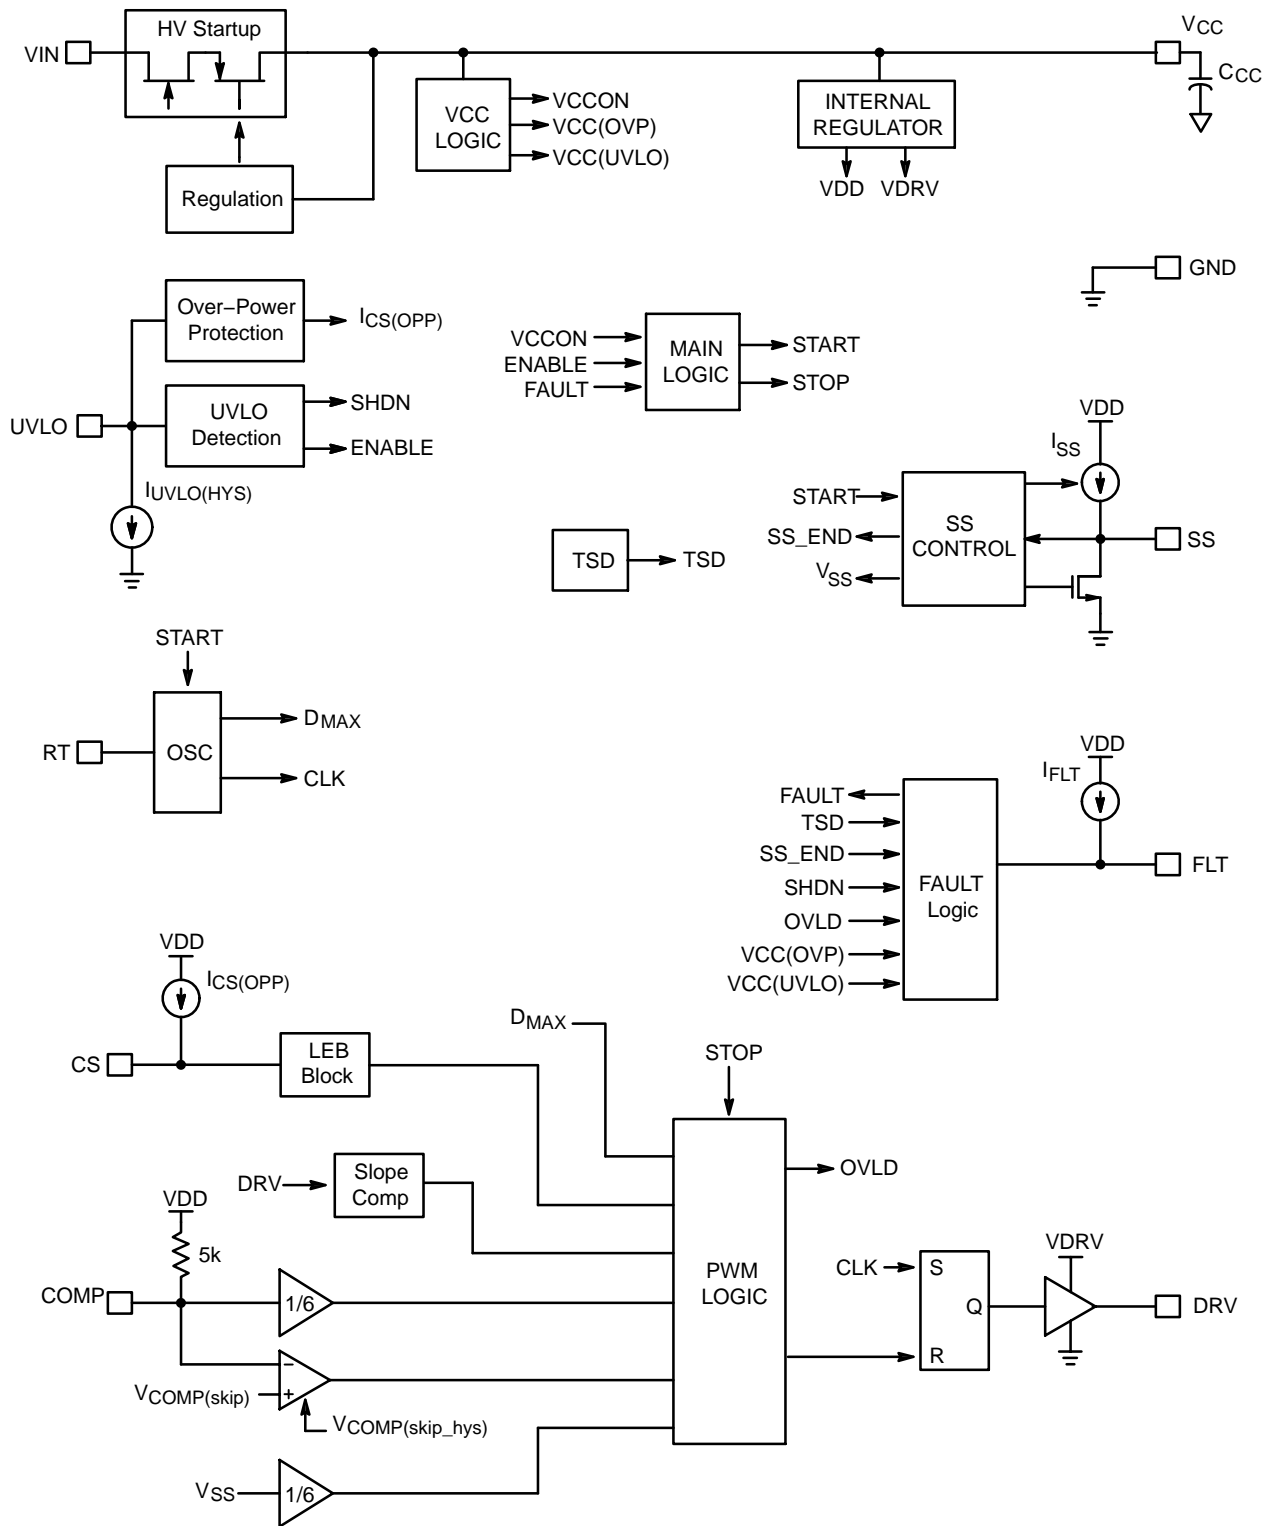 HV Startup
VIN
VCC
CCC
VCC
LOGIC
VCCON
VCC(OVP)
VCC(UVLO)
INTERNAL
REGULATOR
VDD
VDRV
Regulation
GND
Over−Power
Protection
ICS(OPP)
VCCON
ENABLE
FAULT
MAIN
LOGIC
START
STOP
UVLO
UVLO
Detection
SHDN
ENABLE
IUVLO(HYS)
VDD
ISS
START
SS_END
VSS
SS
CONTROL
SS
TSD
TSD
START
RT
OSC
DMAX
CLK
VDD
IFLT
FAULT
TSD
SS_END
SHDN
OVLD
VCC(OVP)
VCC(UVLO)
FAULT
Logic
FLT
VDD
ICS(OPP)
CS
LEB
Block
DMAX
STOP
DRV
Slope
Comp
OVLD
VDD
5k
COMP
1/6
PWM
LOGIC
CLK
S
Q
R
VDRV
DRV
−
+
VCOMP(skip)
VCOMP(skip_hys)
VSS
1/6